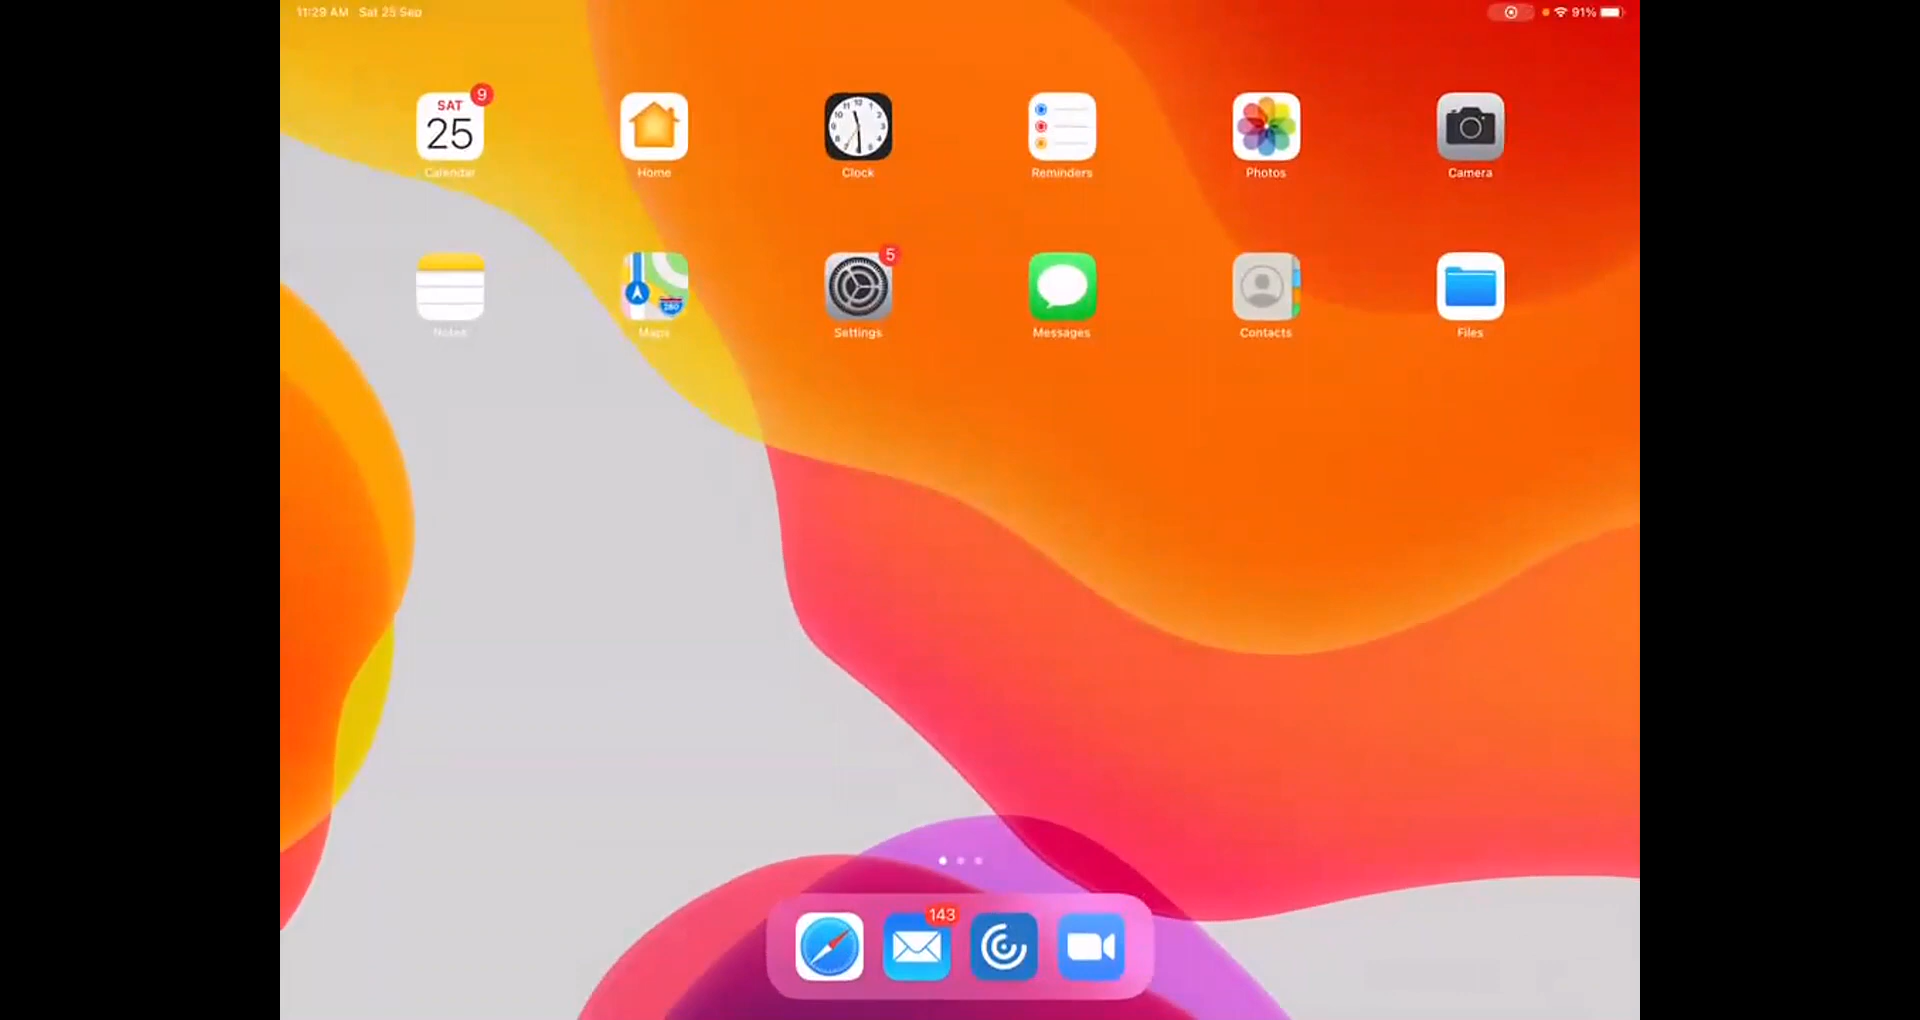 11:29 AM Sat 25 Sep
91%
9
SAT
25
Calendar
Home
Clock
Reminders
Photos
Camera
5
280
Notes
Maps
Settings
Messages
Contacts
Files
143